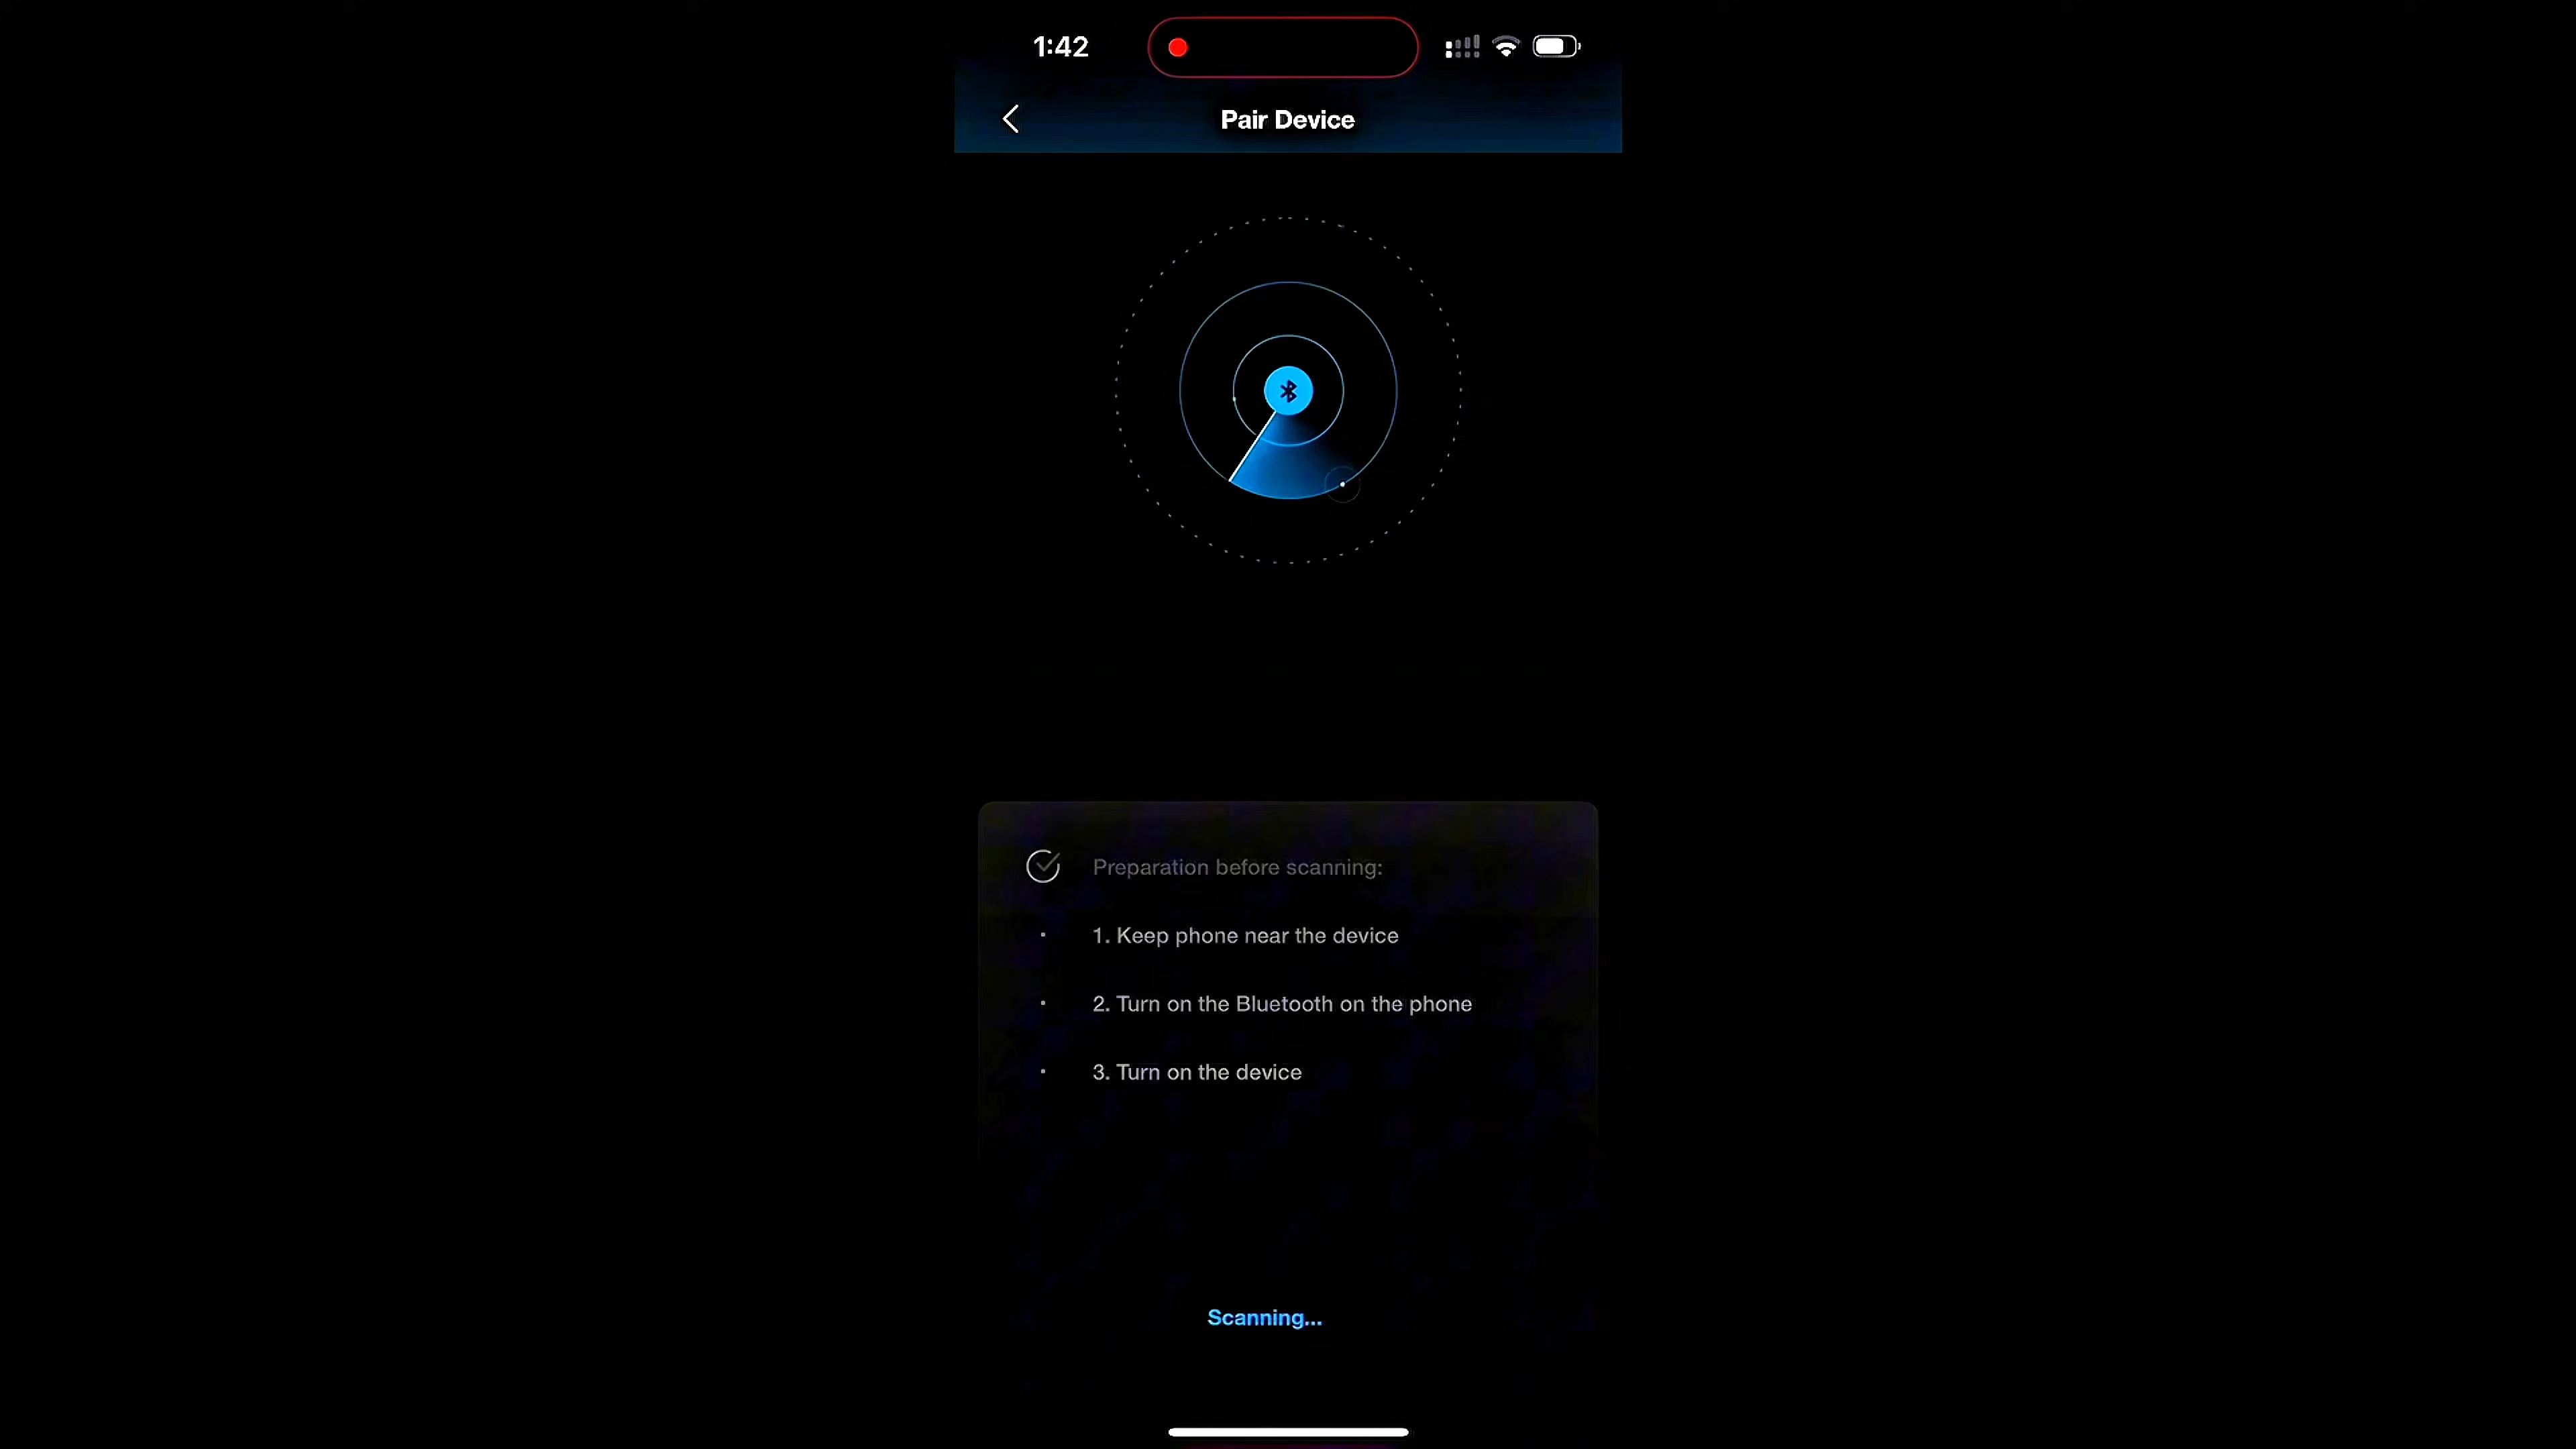 1:42
Pair Device
Preparation before scanning:
1. Keep phone near the device
2. Turn on the Bluetooth on the phone
3. Turn on the device
Scanning...